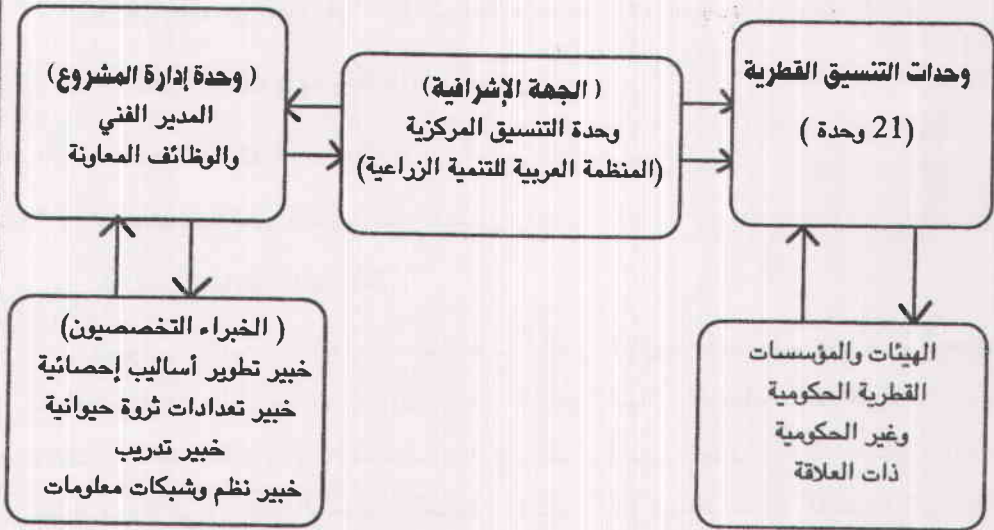 وحدات التنسيق القطرية
(21 وحدة )
( الجهة الإشرافية)
وحدة التنسيق المركزية
(المنظمة العربية للتنمية الزراعية)
( وحدة إدارة المشروع)
المدير الفني
والوظائف المعاونة
الهيئات والمؤسسات
القطرية الحكومية
وغير الحكومية
ذات العلاقة
( الخبراء التخصصيون)
خبير تطوير أساليب إحصائية
خبير تعدادات ثروة حيوانية
خبير تدريب
خبير نظم وشبكات معلومات